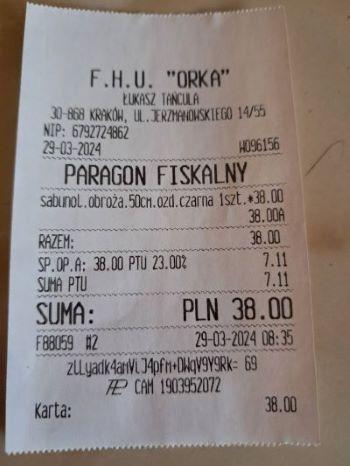 F.H.U. "ORKA"
ŁUKASZ TAŃCULA
30-868 KRAKÓW, UL.JERZMANOWSKIEGO 14/55
NIP: 6792724862
29-03-2024 W096156
PARAGON FISKALNY
sabunol.obroża.50cm.ozd.czarna 1szt.*38.00
38.00A
RAZEM: 38.00
SP.OP.A: 38.00 PTU 23.00% 7.11
SUMA PTU 7.11
SUMA: PLN 38.00
F88059 #2 29-03-2024 08:35
69
CAM 1903952072
Karta: 38.00